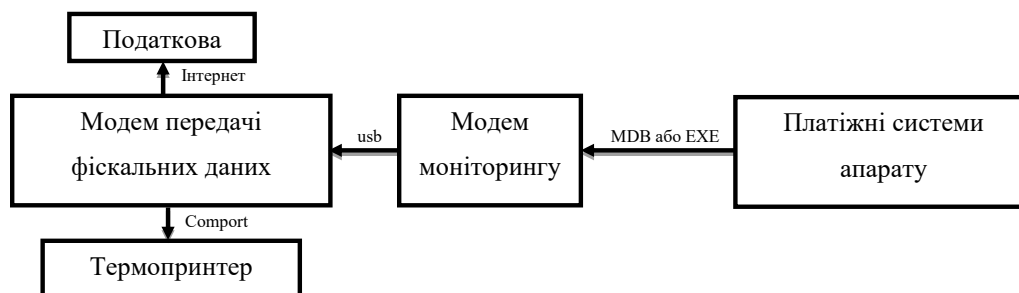 Податкова
Інтернет
Модем передачі
фіскальних даних
usb
Модем
моніторингу
MDB або EXE
Платіжні системи
апарату
Comport
Термопринтер